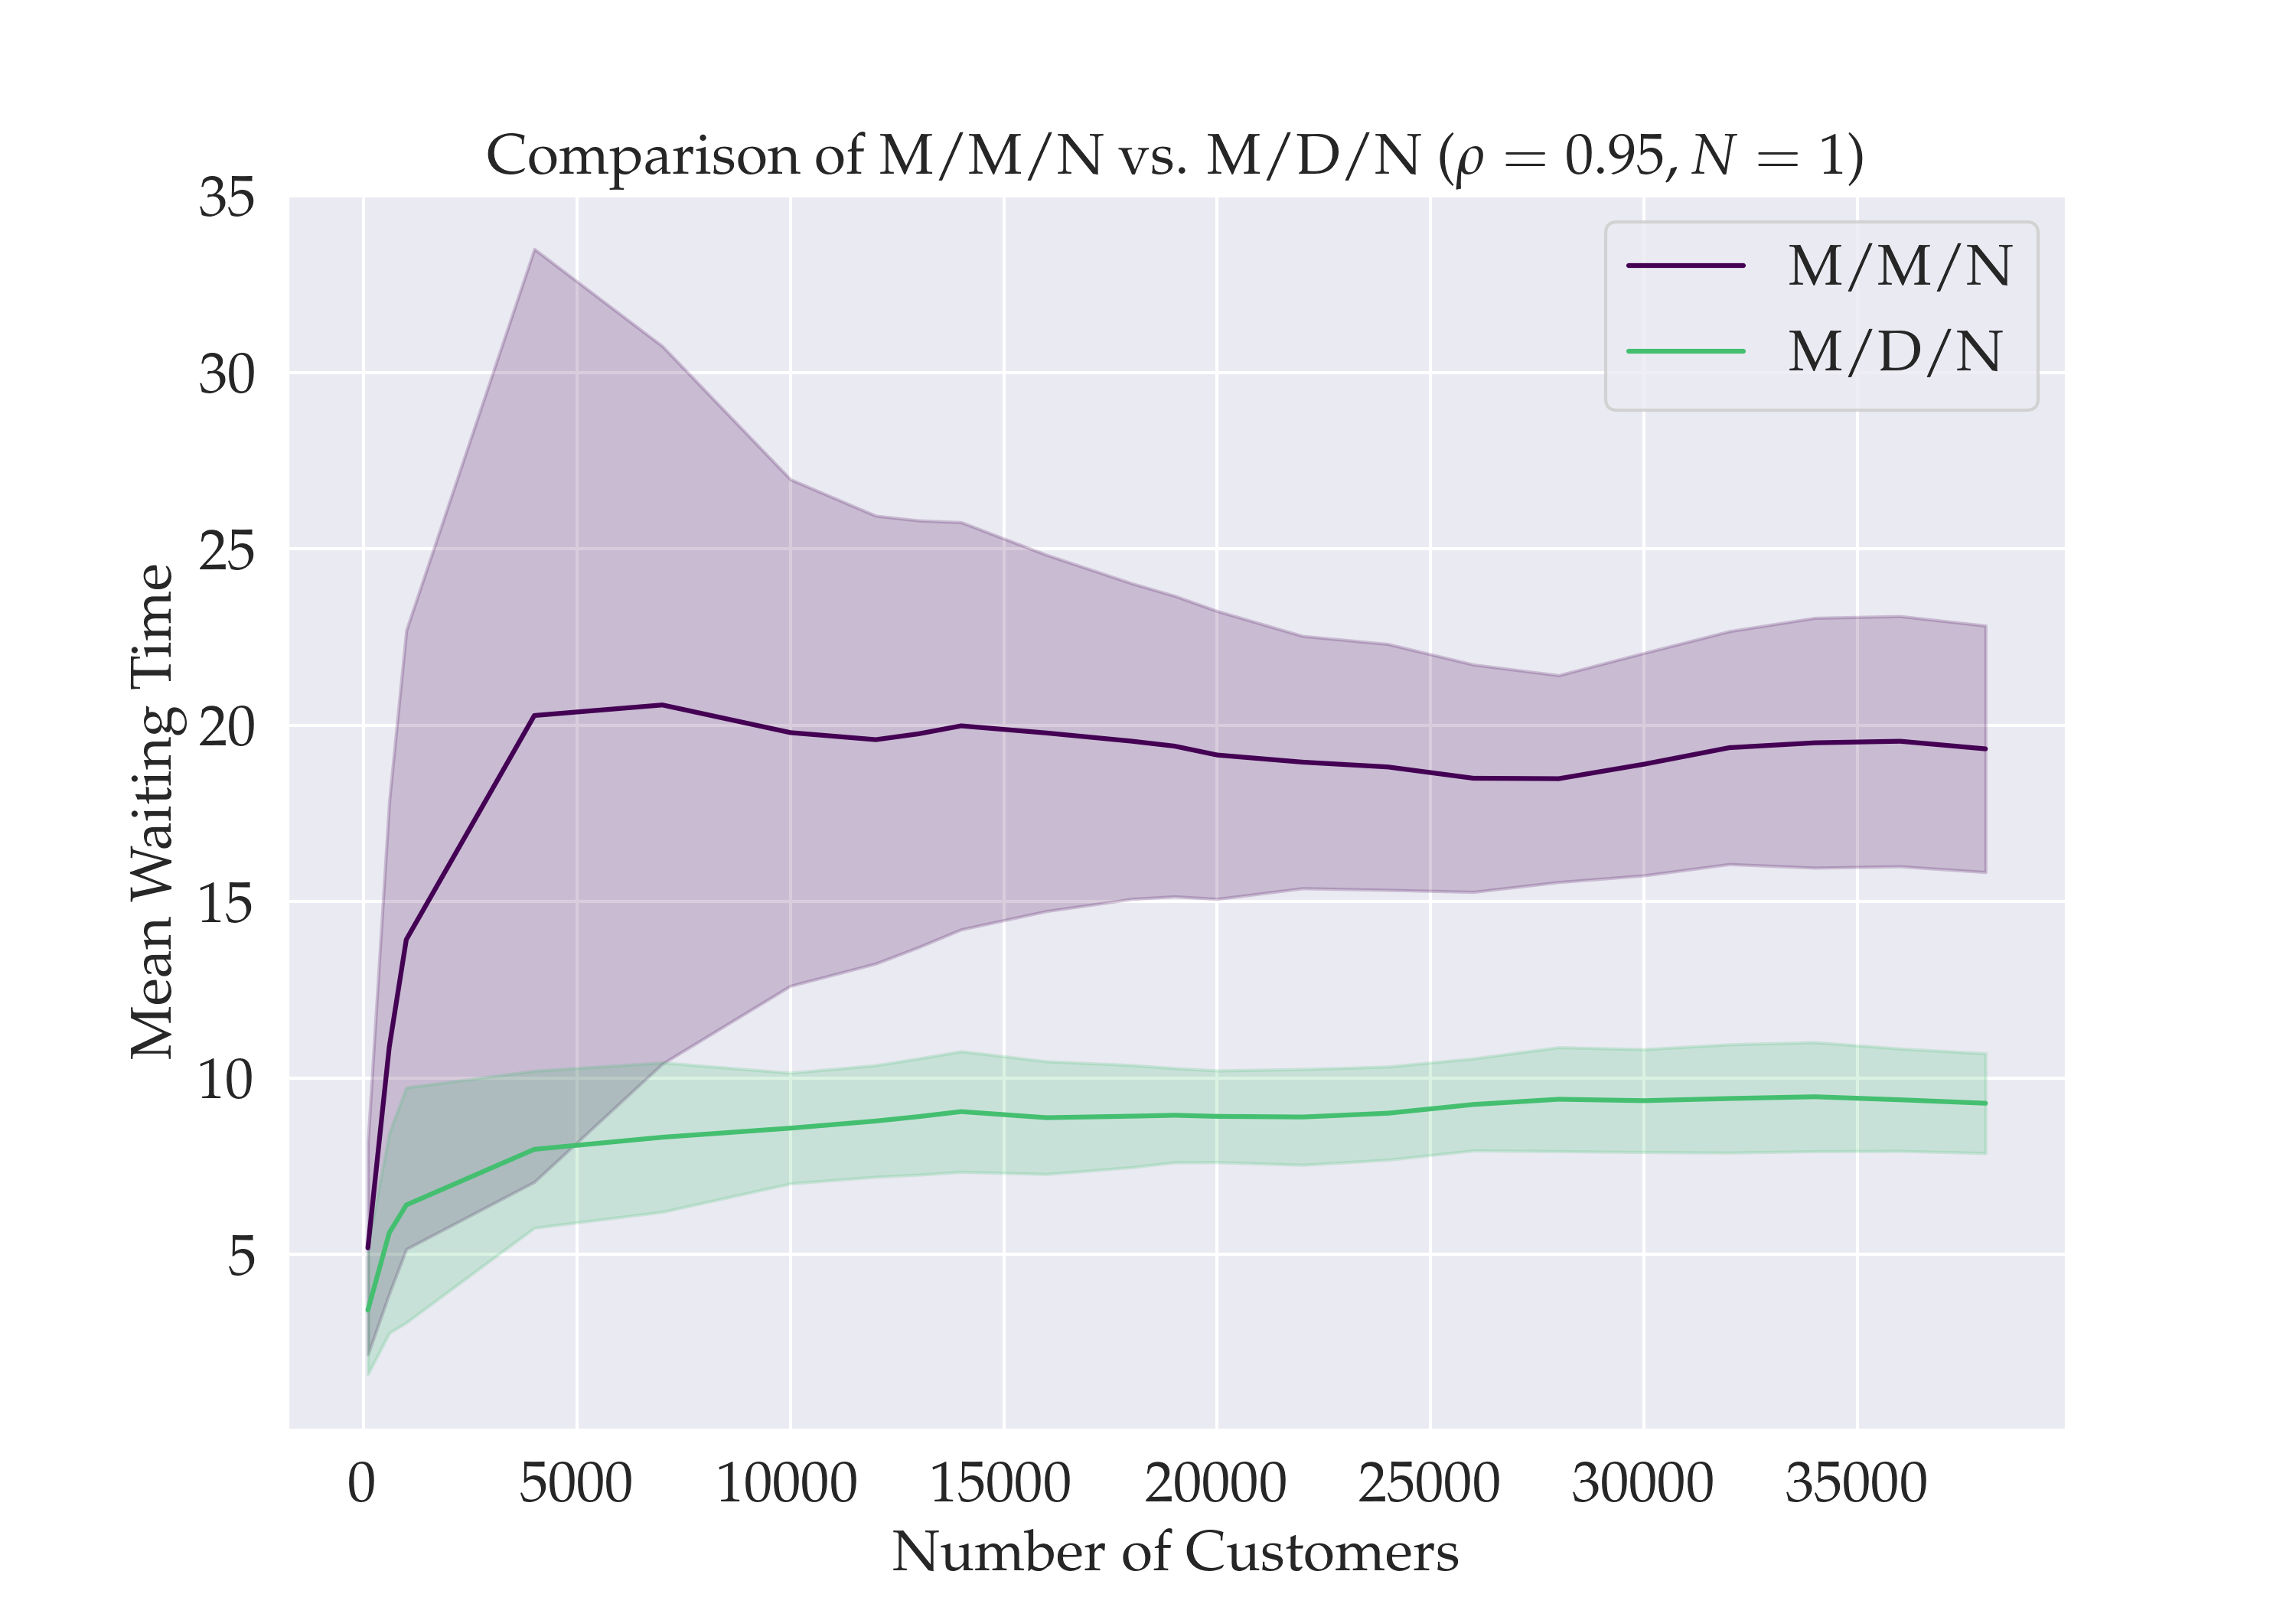 Comparison of M/M/N vs. M/D/N (ρ = 0.95, N = 1)
M/M/N
M/D/N
Mean Waiting Time
35
30
25
20
15
10
5
0 5000 10000 15000 20000 25000 30000 35000
Number of Customers